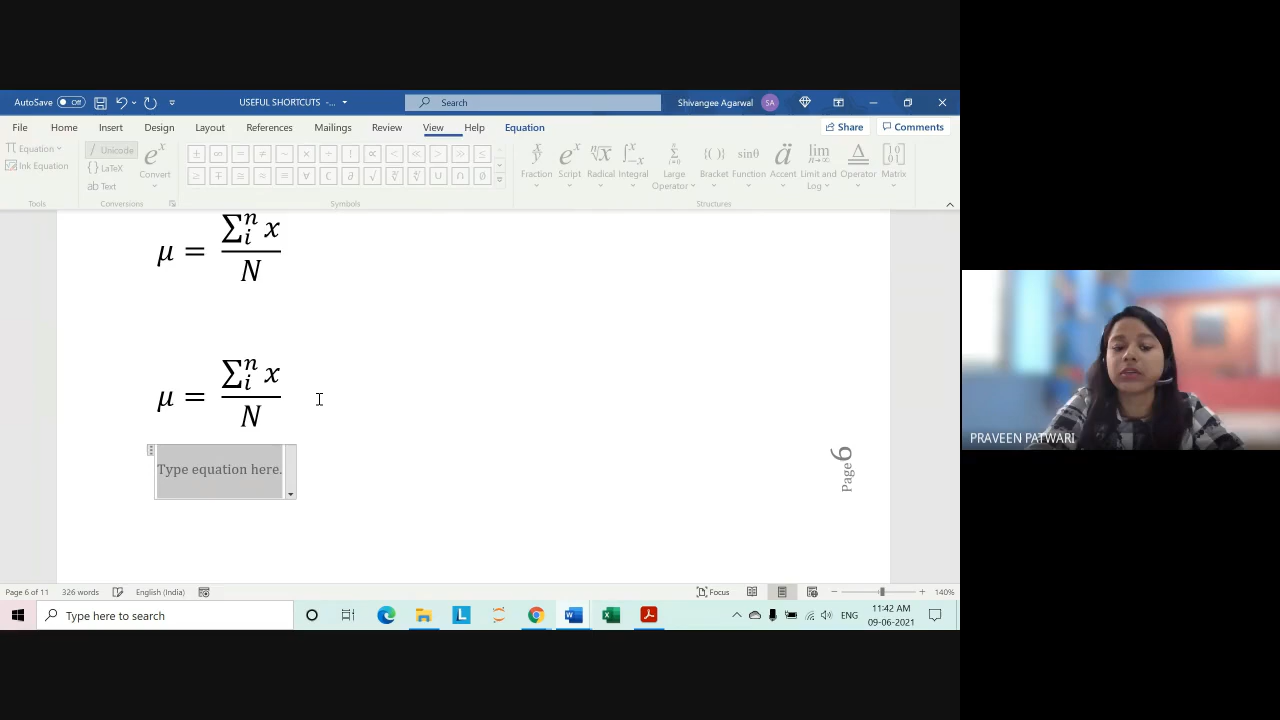 AutoSave Off USEFUL SHORTCUTS -... Search Shivangee Agarwal SA
File Home Insert Design Layout References Mailings Review View Help Equation Share Comments
Equation Unicode
Ink Equation LaTeX
ab Text
Convert
Fraction Script Radical Integral Large Operator Bracket Function Accent Limit and Log Operator Matrix
Tools Conversions Symbols Structures
μ = ∑ᵢⁿ x / N
μ = ∑ᵢⁿ x / N
Type equation here.
Page 6
PRAVEEN PATWARI
Page 6 of 11 326 words English (India) Focus 140%
Type here to search ENG 11:42 AM
09-06-2021